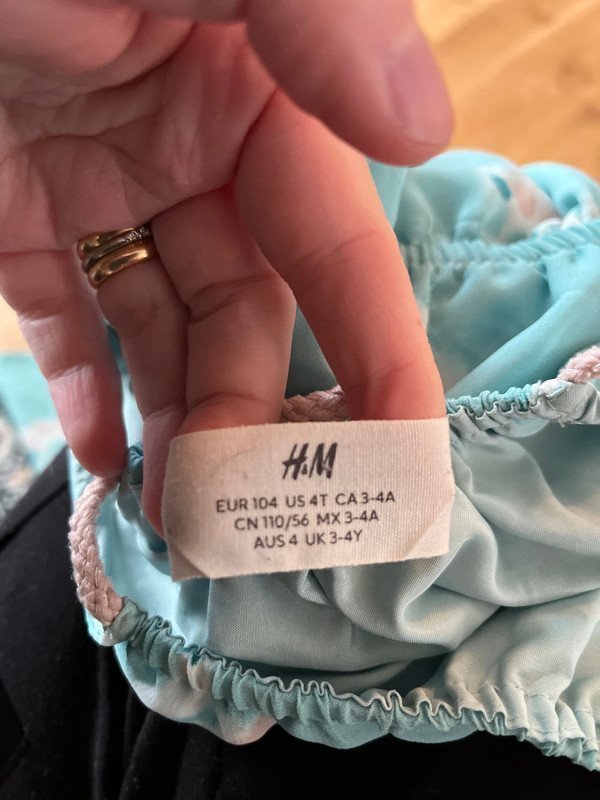 H&M
EUR 104 US 4T CA 3-4A
CN 110/56 MX 3-4A
AUS 4 UK 3-4Y